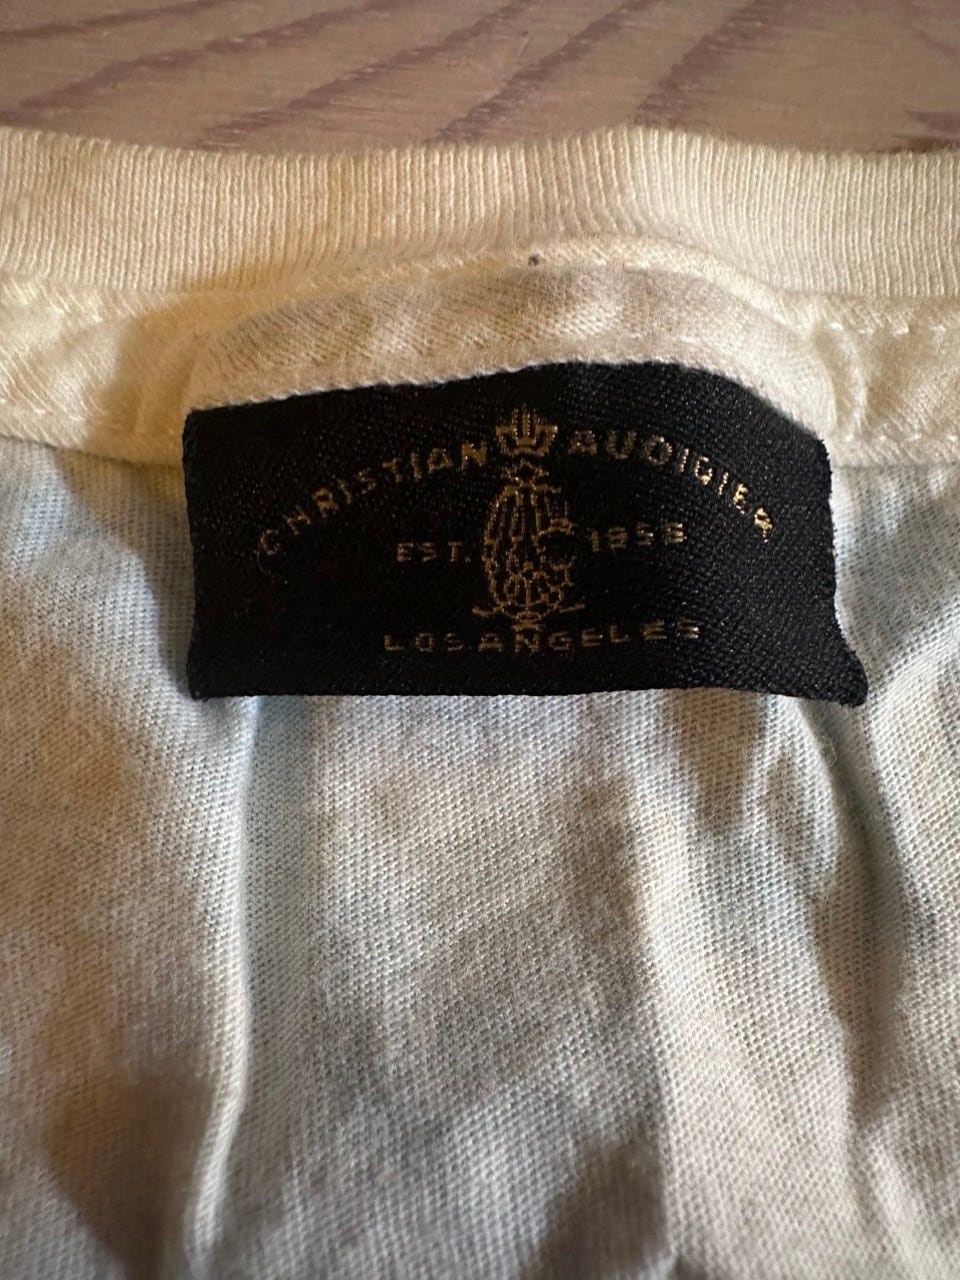 CHRISTIAN AUDIGIER
EST. 1958
LOS ANGELES